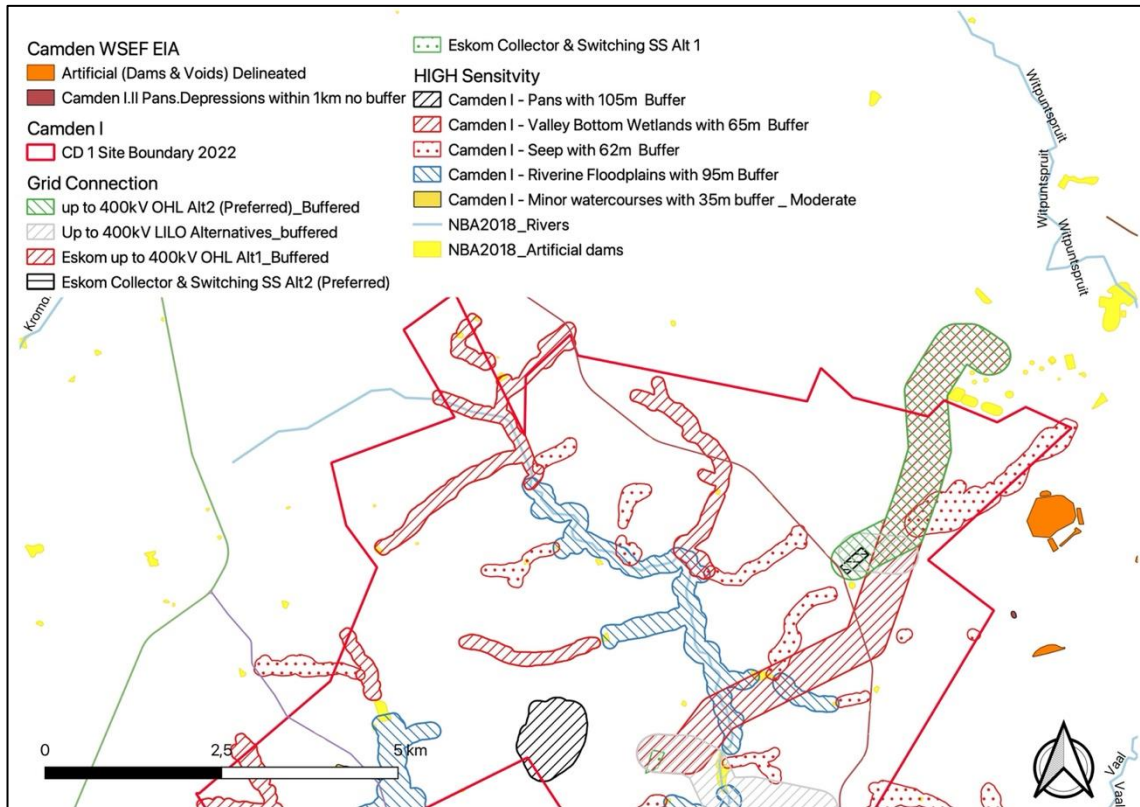 Camden WSEF EIA
Artificial (Dams & Voids) Delineated
Camden I.II Pans.Depressions within 1km no buffer
Camden I
CD 1 Site Boundary 2022
Grid Connection
up to 400kV OHL Alt2 (Preferred)_Buffered
Up to 400kV LILO Alternatives_buffered
Eskom up to 400kV OHL Alt1_Buffered
Eskom Collector & Switching SS Alt2 (Preferred)
Eskom Collector & Switching SS Alt 1
HIGH Sensitvity
Camden I - Pans with 105m Buffer
Camden I - Valley Bottom Wetlands with 65m Buffer
Camden I - Seep with 62m Buffer
Camden I - Riverine Floodplains with 95m Buffer
Camden I - Minor watercourses with 35m buffer _ Moderate
NBA2018_Rivers
NBA2018_Artificial dams
Witpuntspruit
Witpuntspruit
Witpuntspruit
Vaal
Vaa
0
2,5
5 km